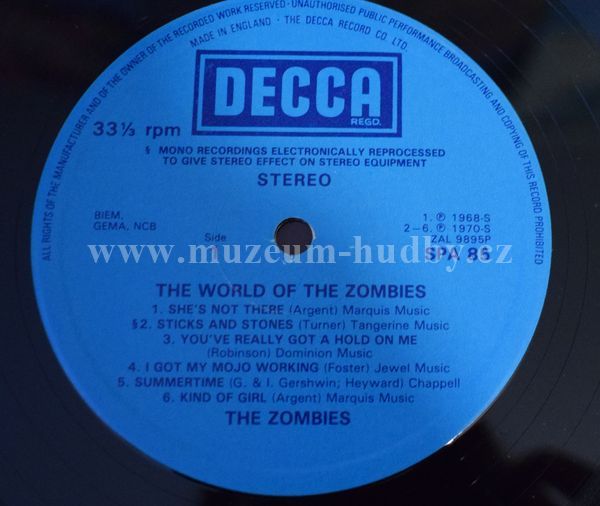 ALL RIGHTS OF THE MANUFACTURER AND OF THE OWNER OF THE RECORDED WORK RESERVED · UNAUTHORISED PUBLIC PERFORMANCE BROADCASTING AND COPYING OF THIS RECORD PROHIBITED
MADE IN ENGLAND · THE DECCA RECORD CO. LTD.
DECCA
REGD.
33⅓ rpm
§ MONO RECORDINGS ELECTRONICALLY REPROCESSED
TO GIVE STEREO EFFECT ON STEREO EQUIPMENT
STEREO
BIEM,
GEMA, NCB
Side
1. ℗ 1968-S
2-6. ℗ 1970-S
ZAL 9895P
SPA 86
www.muzeum-hudby.cz
THE WORLD OF THE ZOMBIES
1. SHE'S NOT THERE (Argent) Marquis Music
§2. STICKS AND STONES (Turner) Tangerine Music
3. YOU'VE REALLY GOT A HOLD ON ME
(Robinson) Dominion Music
4. I GOT MY MOJO WORKING (Foster) Jewel Music
5. SUMMERTIME (G. & I. Gershwin; Heyward) Chappell
6. KIND OF GIRL (Argent) Marquis Music
THE ZOMBIES